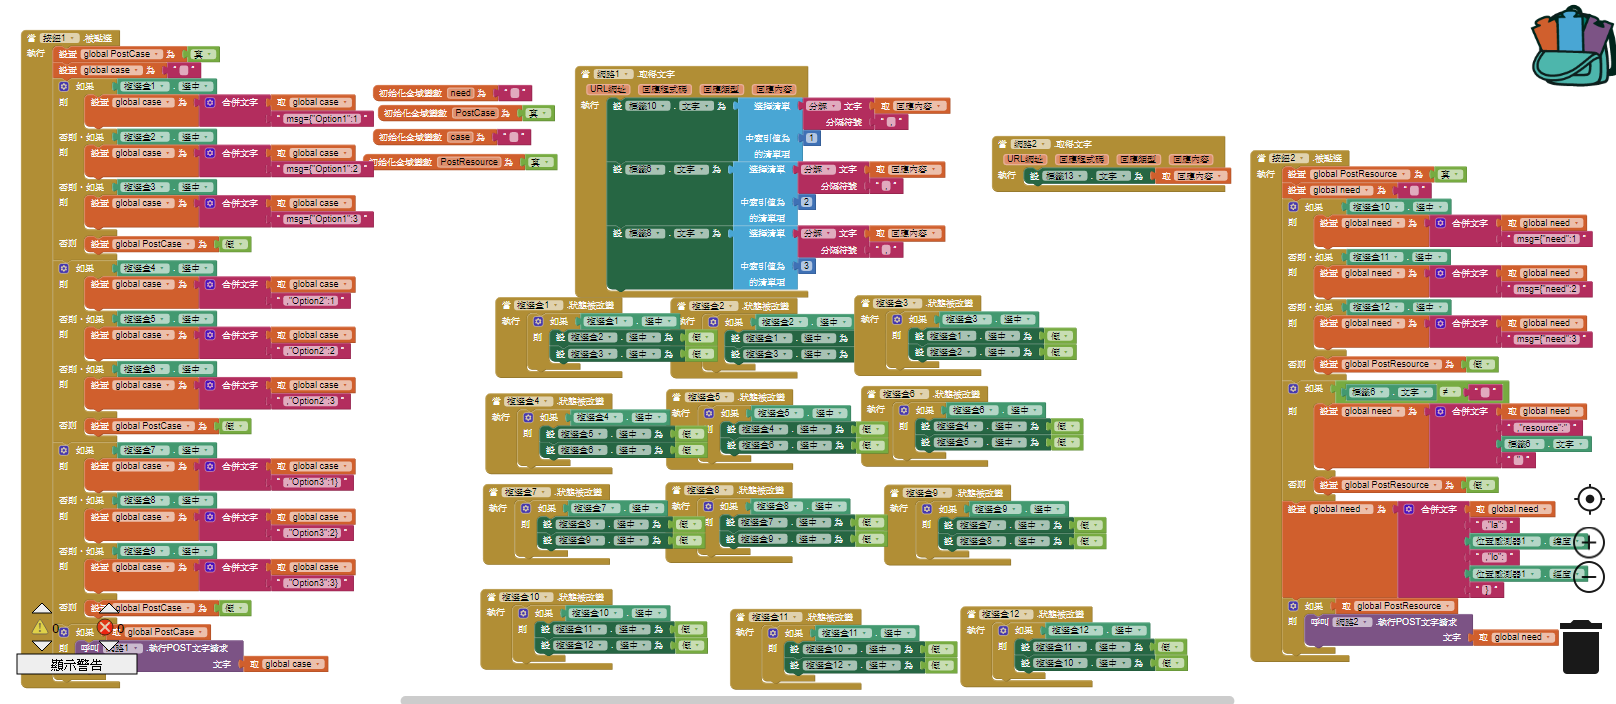 當 按鈕1 .被點選
執行 設置 global PostCase 為 真
設置 global case 為 " "
如果 複選盒1 . 選中
則 設置 global case 為 合併文字 取 global case
" msg={"Option1":1 "
否則,如果 複選盒2 . 選中
則 設置 global case 為 合併文字 取 global case
" msg={"Option1":2 "
否則,如果 複選盒3 . 選中
則 設置 global case 為 合併文字 取 global case
" msg={"Option1":3 "
否則 設置 global PostCase 為 假
如果 複選盒4 . 選中
則 設置 global case 為 合併文字 取 global case
" ,"Option2":1 "
否則,如果 複選盒5 . 選中
則 設置 global case 為 合併文字 取 global case
" ,"Option2":2 "
否則,如果 複選盒6 . 選中
則 設置 global case 為 合併文字 取 global case
" ,"Option2":3 "
否則 設置 global PostCase 為 假
如果 複選盒7 . 選中
則 設置 global case 為 合併文字 取 global case
" ,"Option3":1} "
否則,如果 複選盒8 . 選中
則 設置 global case 為 合併文字 取 global case
" ,"Option3":2} "
否則,如果 複選盒9 . 選中
則 設置 global case 為 合併文字 取 global case
" ,"Option3":3} "
否則 設置 global PostCase 為 假
如果 取 global PostCase
呼叫 網路1 .執行POST文字請求
文字 取 global case
0 0
顯示警告
初始化全域變數 need 為 " "
初始化全域變數 PostCase 為 真
初始化全域變數 case 為 " "
初始化全域變數 PostResource 為 真
當 網路1 .取得文字
URL網址 回應程式碼 回應類型 回應內容
執行 設 標籤10 . 文字 為 選擇清單 分解 文字 取 回應內容
分隔符號 " , "
中索引值為 1
的清單項
設 標籤6 . 文字 為 選擇清單 分解 文字 取 回應內容
分隔符號 " , "
中索引值為 2
的清單項
設 標籤8 . 文字 為 選擇清單 分解 文字 取 回應內容
分隔符號 " , "
中索引值為 3
的清單項
當 網路2 .取得文字
URL網址 回應程式碼 回應類型 回應內容
執行 設 標籤13 . 文字 為 取 回應內容
當 複選盒1 .狀態被改變
執行 如果 複選盒1 . 選中
則 設 複選盒2 . 選中 為 假
設 複選盒3 . 選中 為 假
當 複選盒2 .狀態被改變
執行 如果 複選盒2 . 選中
則 設 複選盒1 . 選中 為
設 複選盒3 . 選中 為
當 複選盒3 .狀態被改變
執行 如果 複選盒3 . 選中
則 設 複選盒1 . 選中 為 假
設 複選盒2 . 選中 為 假
當 複選盒4 .狀態被改變
執行 如果 複選盒4 . 選中
則 設 複選盒5 . 選中 為 假
設 複選盒6 . 選中 為 假
當 複選盒5 .狀態被改變
執行 如果 複選盒5 . 選中
則 設 複選盒4 . 選中 為 假
設 複選盒6 . 選中 為 假
當 複選盒6 .狀態被改變
執行 如果 複選盒6 . 選中
則 設 複選盒4 . 選中 為 假
設 複選盒5 . 選中 為 假
當 複選盒7 .狀態被改變
執行 如果 複選盒7 . 選中
則 設 複選盒8 . 選中 為 假
設 複選盒9 . 選中 為 假
當 複選盒8 .狀態被改變
執行 如果 複選盒8 . 選中
則 設 複選盒7 . 選中 為 假
設 複選盒9 . 選中 為 假
當 複選盒9 .狀態被改變
執行 如果 複選盒9 . 選中
則 設 複選盒7 . 選中 為 假
設 複選盒8 . 選中 為 假
當 複選盒10 .狀態被改變
執行 如果 複選盒10 . 選中
則 設 複選盒11 . 選中 為 假
設 複選盒12 . 選中 為 假
當 複選盒11 .狀態被改變
執行 如果 複選盒11 . 選中
則 設 複選盒10 . 選中 為 假
設 複選盒12 . 選中 為 假
當 複選盒12 .狀態被改變
執行 如果 複選盒12 . 選中
則 設 複選盒11 . 選中 為 假
設 複選盒10 . 選中 為 假
當 按鈕2 .被點選
執行 設置 global PostResource 為 真
設置 global need 為 " "
如果 複選盒10 . 選中
則 設置 global need 為 合併文字 取 global need
" msg={"need":1 "
否則,如果 複選盒11 . 選中
則 設置 global need 為 合併文字 取 global need
" msg={"need":2 "
否則,如果 複選盒12 . 選中
則 設置 global need 為 合併文字 取 global need
" msg={"need":3 "
否則 設置 global PostResource 為 假
如果 標籤6 . 文字 ≠ " "
則 設置 global need 為 合併文字 取 global need
" ,"resource":" "
標籤6 . 文字
" " "
否則 設置 global PostResource 為 假
設置 global need 為 合併文字 取 global need
" ,"la": "
位置感測器1 . 緯度
" ,"lo": "
位置感測器1 . 經度
" } "
如果 取 global PostResource
則 呼叫 網路2 .執行POST文字請求
文字 取 global need